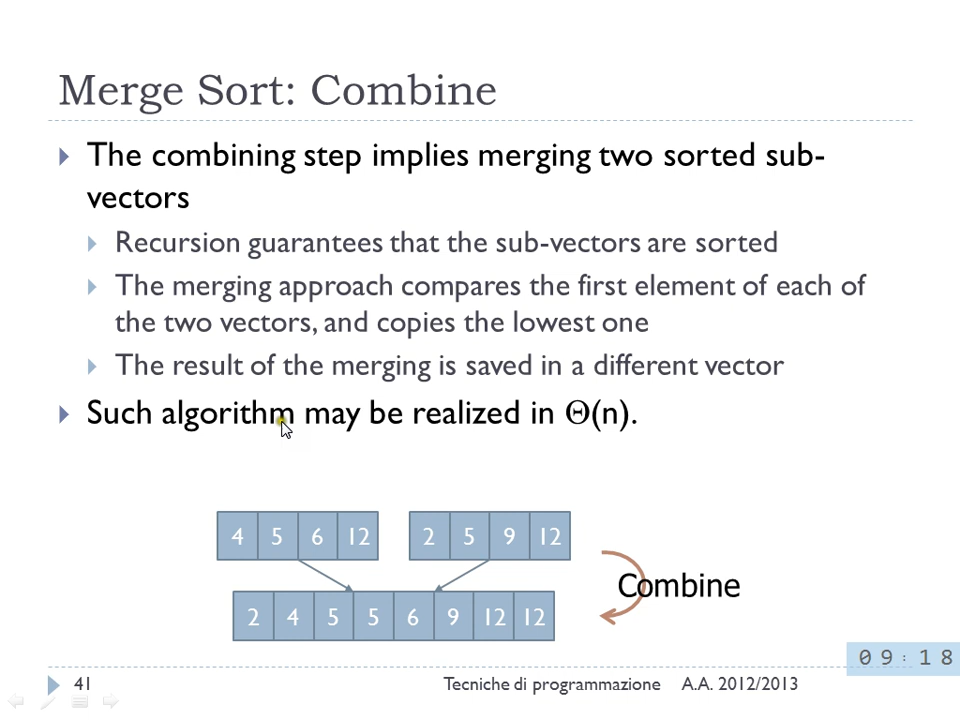 Merge Sort: Combine
The combining step implies merging two sorted sub-
vectors
Recursion guarantees that the sub-vectors are sorted
The merging approach compares the first element of each of
the two vectors, and copies the lowest one
The result of the merging is saved in a different vector
Such algorithm may be realized in Θ(n).
4 5 6 12 2 5 9 12
Combine
2 4 5 5 6 9 12 12
09:18
41 Tecniche di programmazione A.A. 2012/2013